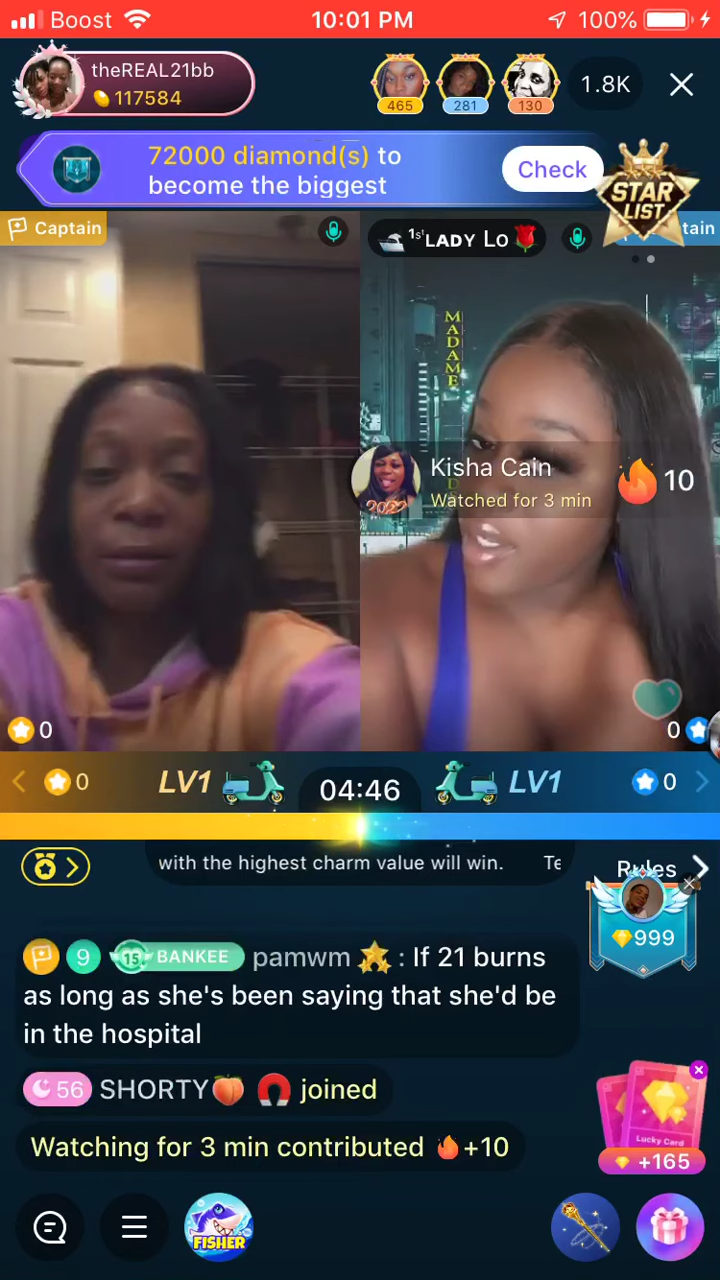 Boost
10:01 PM
100%
theREAL21bb
117584
465
281
130
1.8K
72000 diamond(s) to
become the biggest
Check
STAR
LIST
Captain
1st LADY Lo
tain
MADAME
Kisha Cain
Watched for 3 min
10
2022
0
0
0
LV1
04:46
LV1
0
with the highest charm value will win.
Te
Rules
999
9
15
BANKEE
pamwm : If 21 burns
as long as she's been saying that she'd be
in the hospital
56 SHORTY joined
Watching for 3 min contributed +10
Lucky Card
+165
FISHER